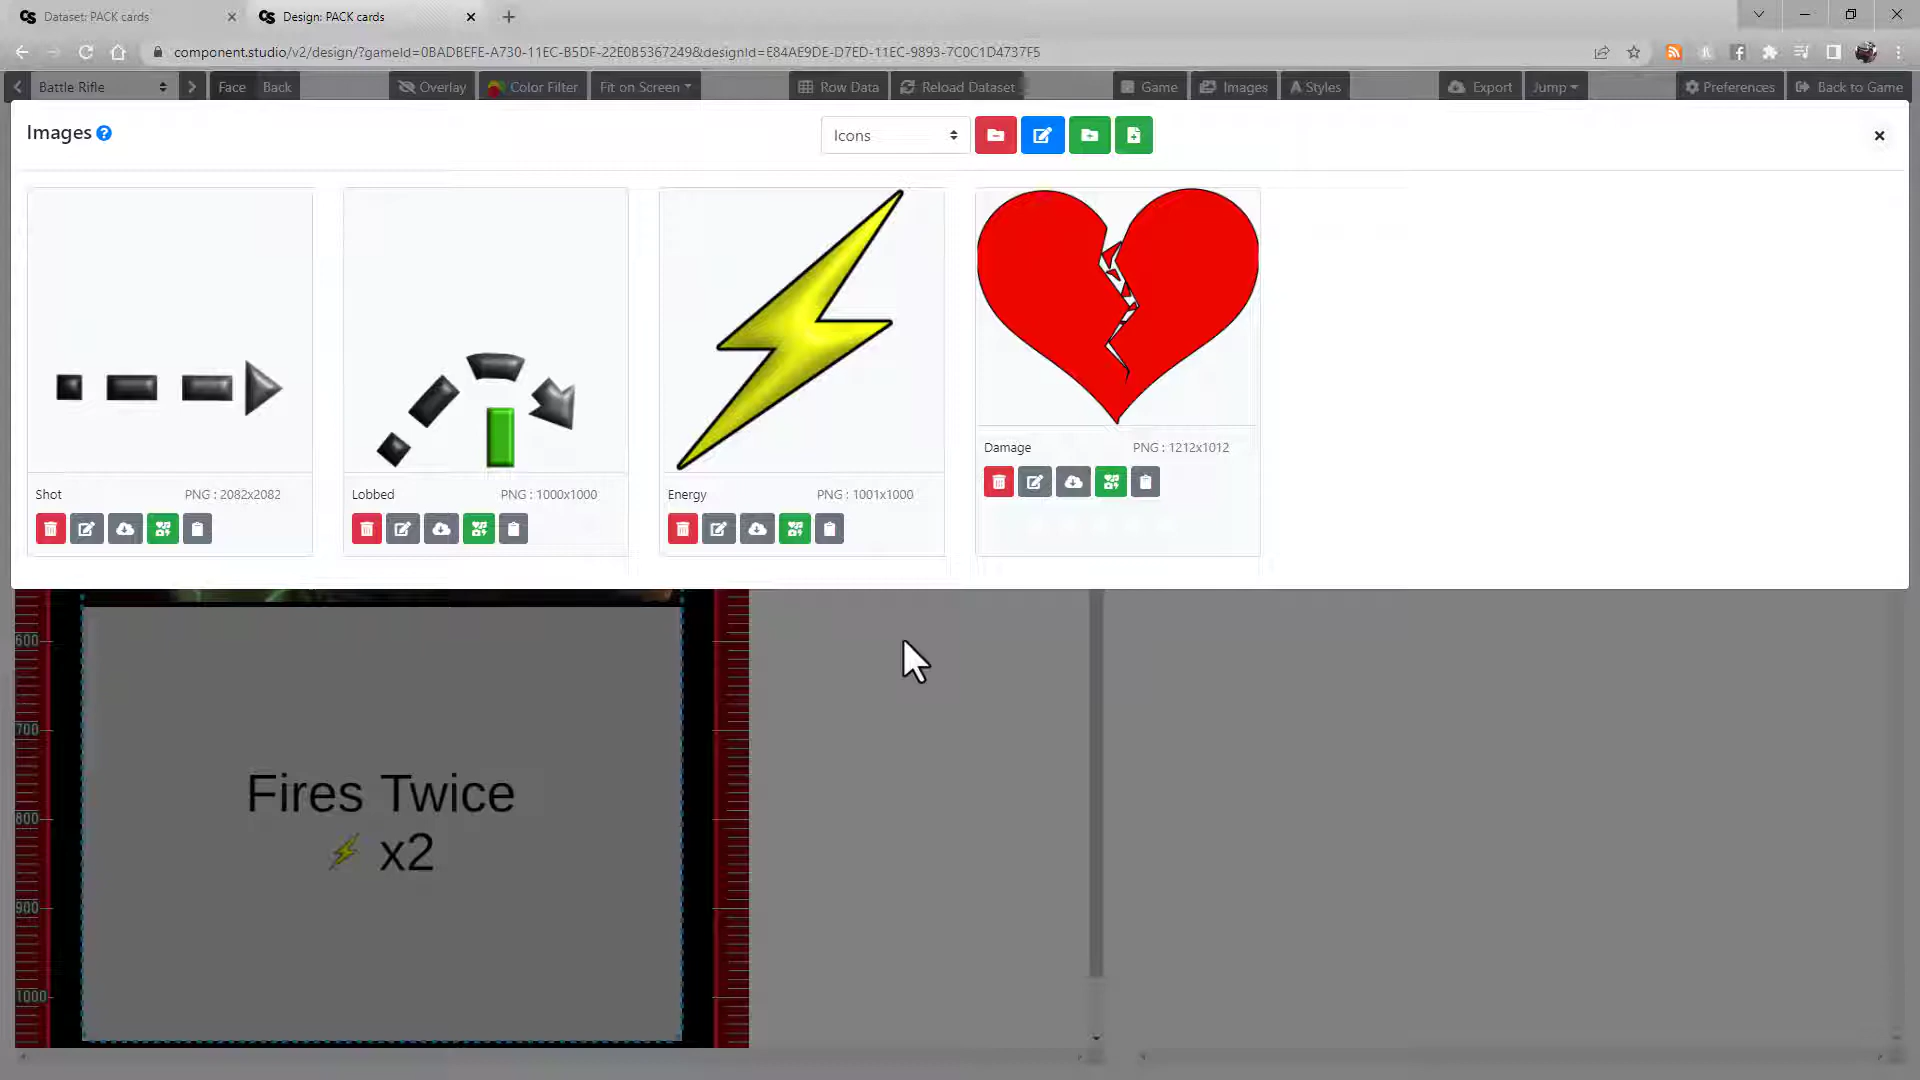 Dataset: PACK cards
Design: PACK cards
component.studio/v2/design/?gameId=0BADBEFE-A730-11EC-B5DF-22E0B5367249&designId=E84AE9DE-D7ED-11EC-9893-7C0C1D4737F5
Battle Rifle
Face
Back
Overlay
Color Filter
Fit on Screen
Row Data
Reload Dataset
Game
Images
Styles
Export
Jump
Preferences
Back to Game
Images
Icons
Shot
PNG : 2082x2082
Lobbed
PNG : 1000x1000
Energy
PNG : 1001x1000
Damage
PNG : 1212x1012
600
700
800
900
1000
Fires Twice
x2